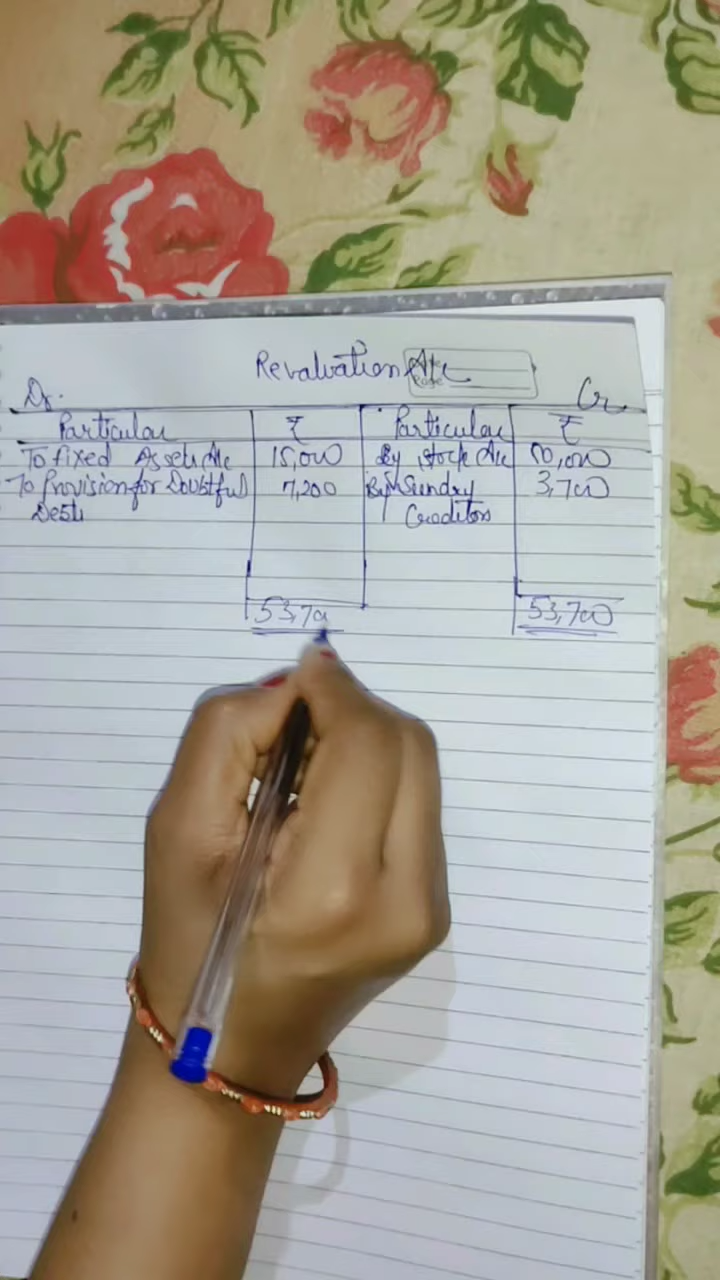 Revaluation A/c
Dr. Cr.
Particular ₹ Particular ₹
To fixed Assets A/c 15,000 By Stock A/c 50,000
To Provision for Doubtful 7,200 By Sundry 3,700
Debts Creditors
53,70 53,700